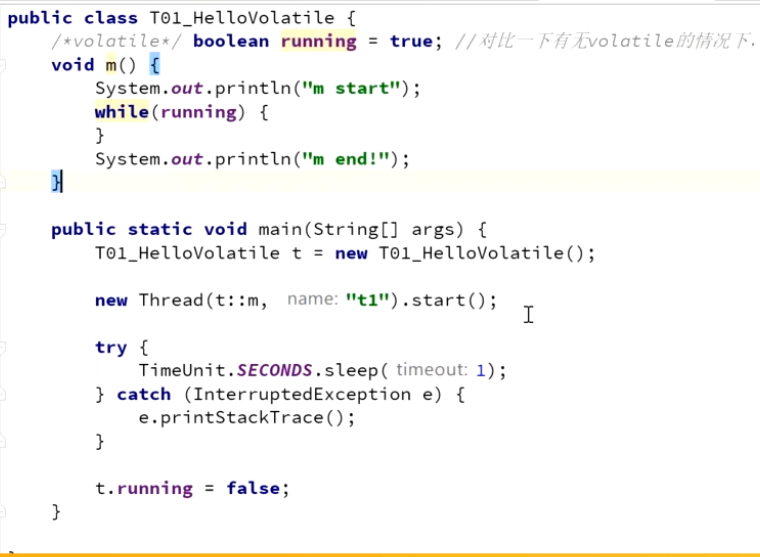 public class T01_HelloVolatile {
/*volatile*/ boolean running = true; //对比一下有无volatile的情况下.
void m() {
System.out.println("m start");
while(running) {
}
System.out.println("m end!");
}
public static void main(String[] args) {
T01_HelloVolatile t = new T01_HelloVolatile();
new Thread(t::m, name: "t1").start();
try {
TimeUnit.SECONDS.sleep( timeout: 1);
} catch (InterruptedException e) {
e.printStackTrace();
}
t.running = false;
}